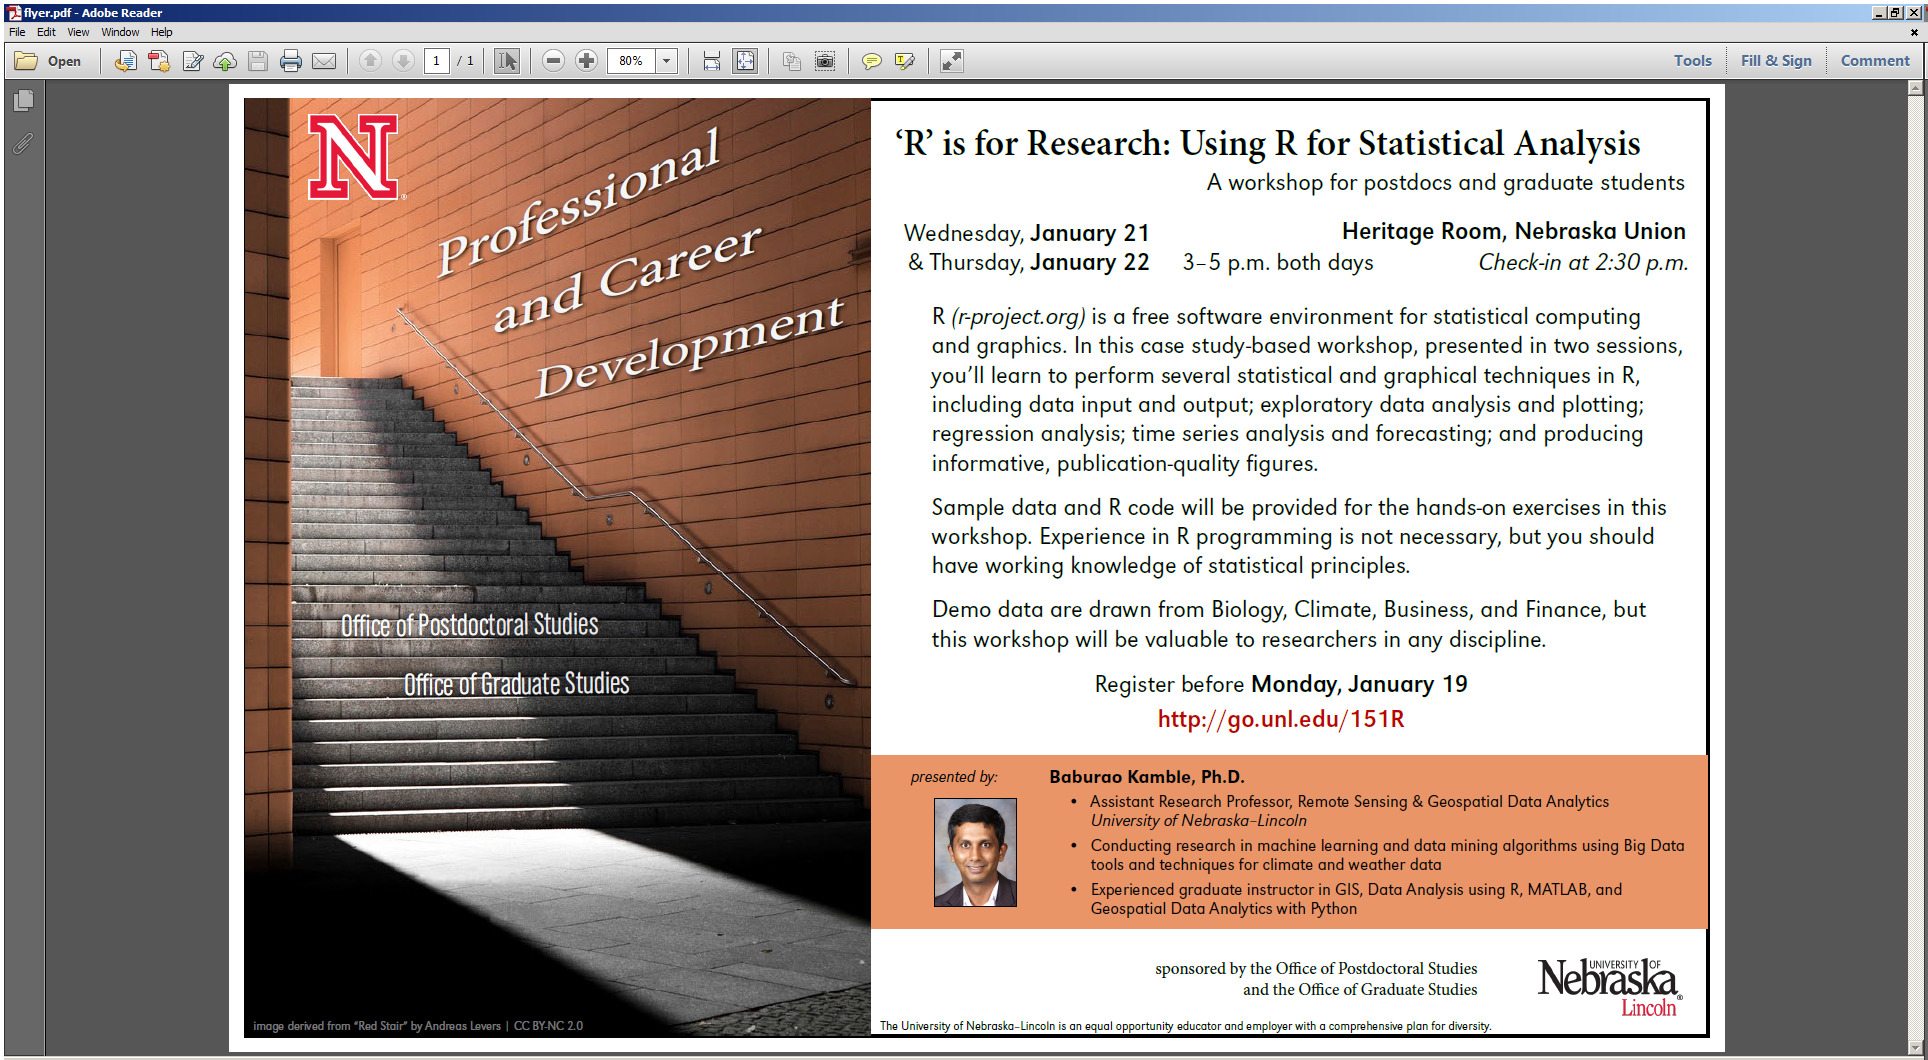 flyer.pdf - Adobe Reader
File Edit View Window Help
Open 1 / 1 80% Tools Fill & Sign Comment
N
Professional
and Career
Development
Office of Postdoctoral Studies
Office of Graduate Studies
image derived from "Red Stair" by Andreas Levers | CC BY-NC 2.0
‘R’ is for Research: Using R for Statistical Analysis
A workshop for postdocs and graduate students
Wednesday, January 21 Heritage Room, Nebraska Union
& Thursday, January 22 3–5 p.m. both days Check-in at 2:30 p.m.
R (r-project.org) is a free software environment for statistical computing
and graphics. In this case study-based workshop, presented in two sessions,
you’ll learn to perform several statistical and graphical techniques in R,
including data input and output; exploratory data analysis and plotting;
regression analysis; time series analysis and forecasting; and producing
informative, publication-quality figures.
Sample data and R code will be provided for the hands-on exercises in this
workshop. Experience in R programming is not necessary, but you should
have working knowledge of statistical principles.
Demo data are drawn from Biology, Climate, Business, and Finance, but
this workshop will be valuable to researchers in any discipline.
Register before Monday, January 19
http://go.unl.edu/151R
presented by: Baburao Kamble, Ph.D.
• Assistant Research Professor, Remote Sensing & Geospatial Data Analytics
University of Nebraska–Lincoln
• Conducting research in machine learning and data mining algorithms using Big Data
tools and techniques for climate and weather data
• Experienced graduate instructor in GIS, Data Analysis using R, MATLAB, and
Geospatial Data Analytics with Python
sponsored by the Office of Postdoctoral Studies
and the Office of Graduate Studies
UNIVERSITY OF
Nebraska
Lincoln®
The University of Nebraska–Lincoln is an equal opportunity educator and employer with a comprehensive plan for diversity.